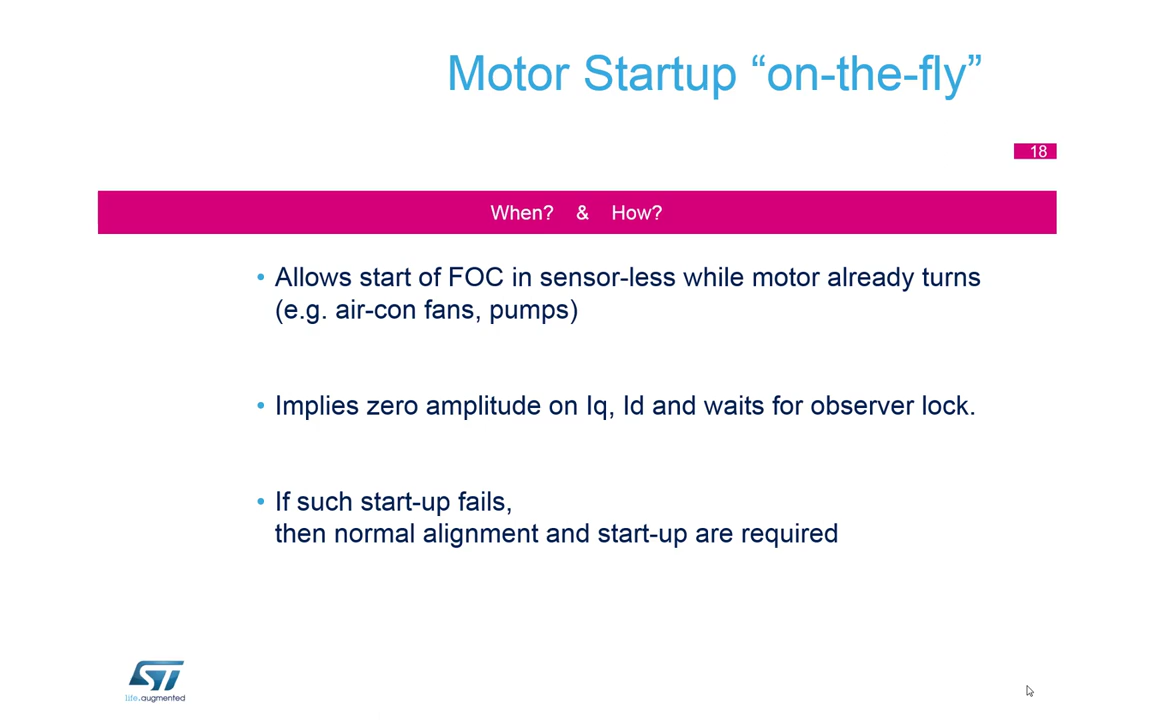 Motor Startup “on-the-fly”
18
When? & How?
• Allows start of FOC in sensor-less while motor already turns
(e.g. air-con fans, pumps)
• Implies zero amplitude on Iq, Id and waits for observer lock.
• If such start-up fails,
then normal alignment and start-up are required
ST
life.augmented